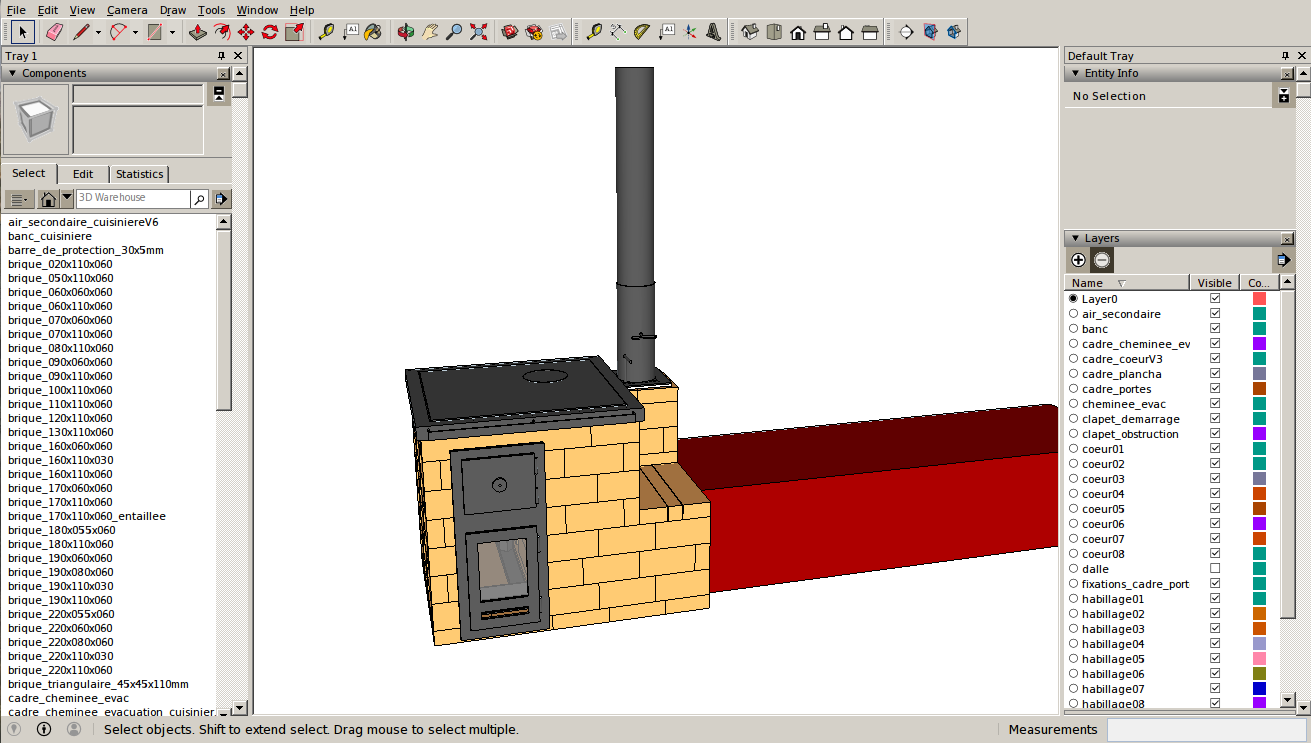 File Edit View Camera Draw Tools Window Help
Tray 1
Components
Select Edit Statistics
3D Warehouse
air_secondaire_cuisiniereV6
banc_cuisiniere
barre_de_protection_30x5mm
brique_020x110x060
brique_050x110x060
brique_060x060x060
brique_060x110x060
brique_070x060x060
brique_070x110x060
brique_080x110x060
brique_090x060x060
brique_090x110x060
brique_100x110x060
brique_110x110x060
brique_120x110x060
brique_130x110x060
brique_160x060x060
brique_160x110x030
brique_160x110x060
brique_170x060x060
brique_170x110x060
brique_170x110x060_entaillee
brique_180x055x060
brique_180x110x060
brique_190x060x060
brique_190x080x060
brique_190x110x030
brique_190x110x060
brique_220x055x060
brique_220x060x060
brique_220x080x060
brique_220x110x030
brique_220x110x060
brique_triangulaire_45x45x110mm
cadre_cheminee_evac
cadre_cheminee_evacuation_cuisinier
Default Tray
Entity Info
No Selection
Layers
Name Visible Co...
Layer0
air_secondaire
banc
cadre_cheminee_ev
cadre_coeurV3
cadre_plancha
cadre_portes
cheminee_evac
clapet_demarrage
clapet_obstruction
coeur01
coeur02
coeur03
coeur04
coeur05
coeur06
coeur07
coeur08
dalle
fixations_cadre_port
habillage01
habillage02
habillage03
habillage04
habillage05
habillage06
habillage07
habillage08
Select objects. Shift to extend select. Drag mouse to select multiple.
Measurements